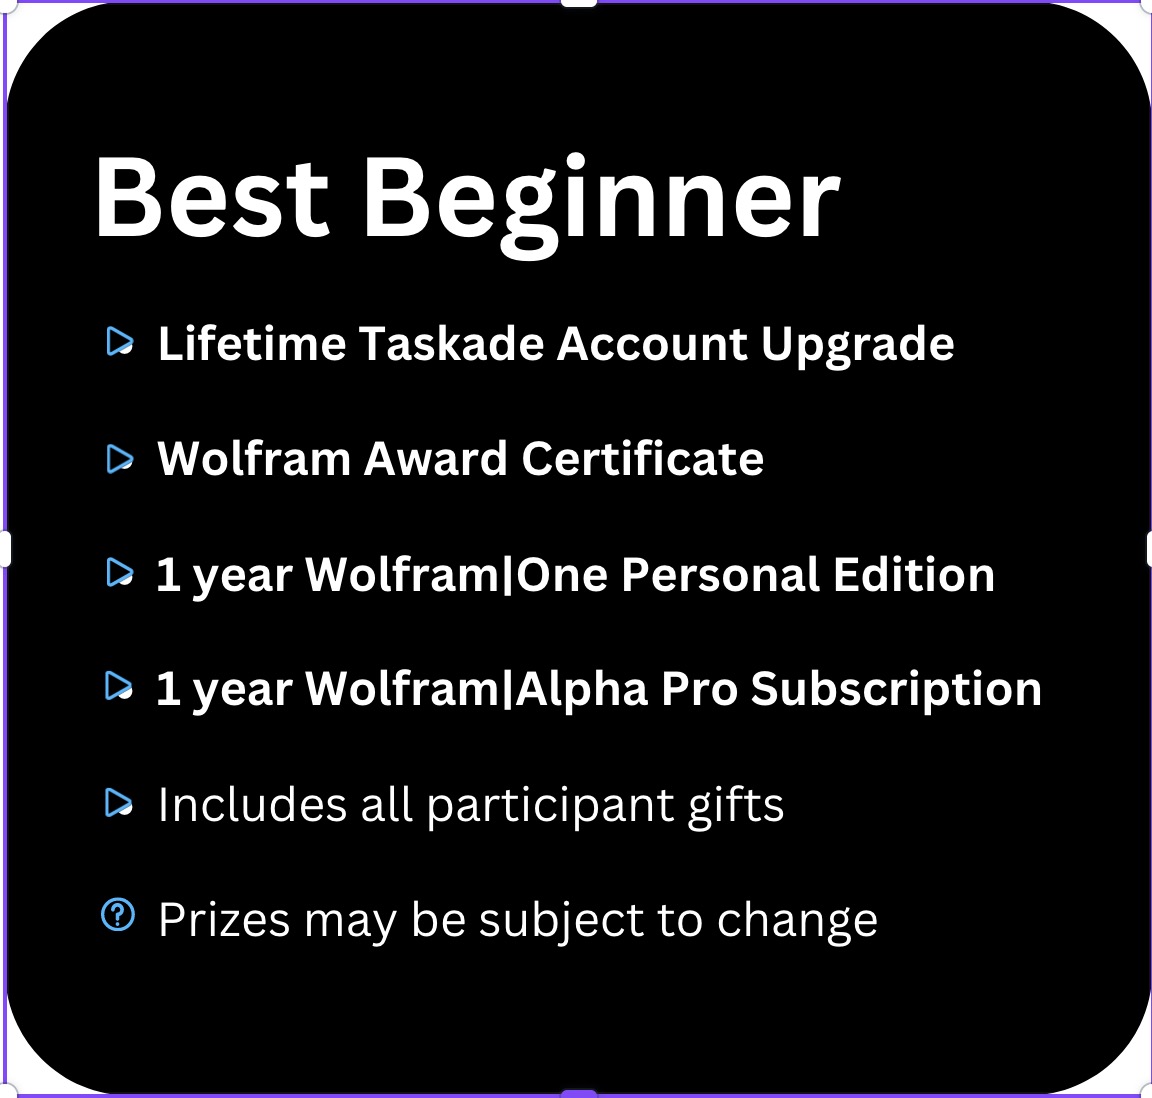 Best Beginner
Lifetime Taskade Account Upgrade
Wolfram Award Certificate
1 year Wolfram|One Personal Edition
1 year Wolfram|Alpha Pro Subscription
Includes all participant gifts
Prizes may be subject to change